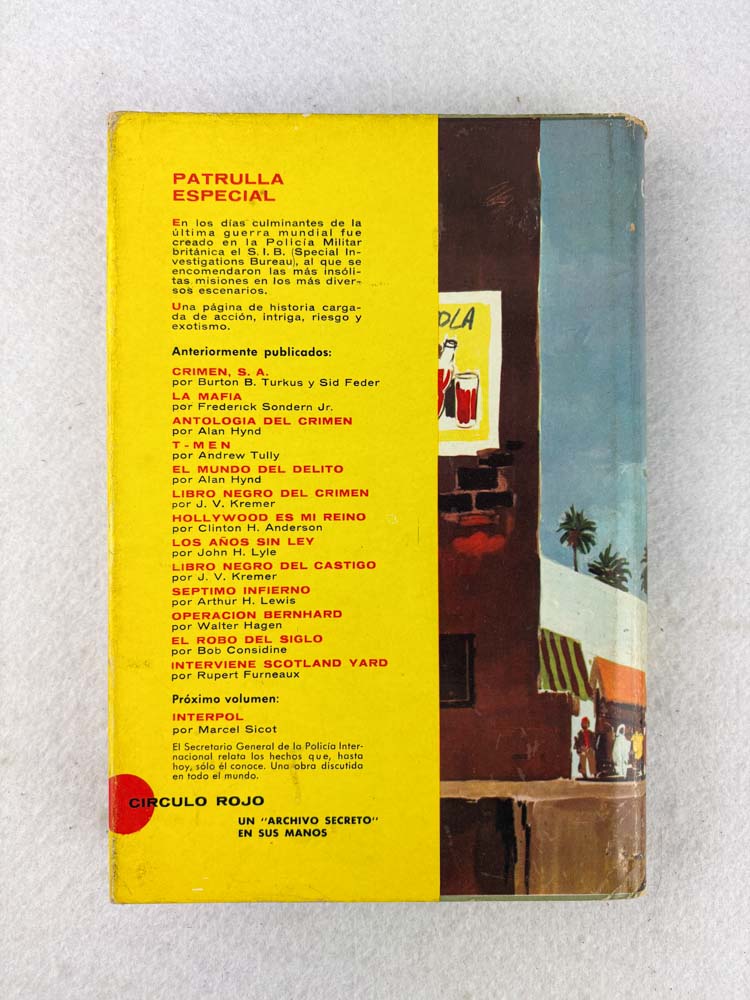 PATRULLA
ESPECIAL
En los días culminantes de la
última guerra mundial fue
creado en la Policía Militar
británica el S.I.B. (Special In-
vestigations Bureau), al que se
encomendaron las más insóli-
tas misiones en los más diver-
sos escenarios.
Una página de historia carga-
da de acción, intriga, riesgo y
exotismo.
Anteriormente publicados:
CRIMEN, S. A.
por Burton B. Turkus y Sid Feder
LA MAFIA
por Frederick Sondern Jr.
ANTOLOGIA DEL CRIMEN
por Alan Hynd
T-MEN
por Andrew Tully
EL MUNDO DEL DELITO
por Alan Hynd
LIBRO NEGRO DEL CRIMEN
por J. V. Kremer
HOLLYWOOD ES MI REINO
por Clinton H. Anderson
LOS AÑOS SIN LEY
por John H. Lyle
LIBRO NEGRO DEL CASTIGO
por J. V. Kremer
SEPTIMO INFIERNO
por Arthur H. Lewis
OPERACION BERNHARD
por Walter Hagen
EL ROBO DEL SIGLO
por Bob Considine
INTERVIENE SCOTLAND YARD
por Rupert Furneaux
Próximo volumen:
INTERPOL
por Marcel Sicot
El Secretario General de la Policía Inter-
nacional relata los hechos que, hasta
hoy, sólo él conoce. Una obra discutida
en todo el mundo.
CIRCULO ROJO
UN "ARCHIVO SECRETO"
EN SUS MANOS
OLA